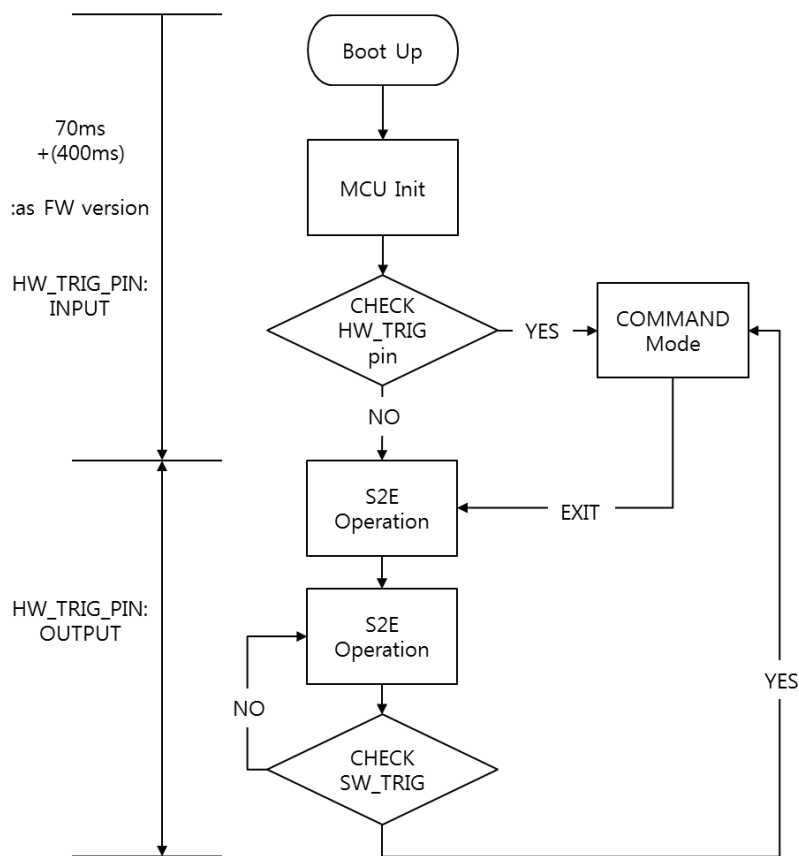 Boot Up
70ms
+(400ms)
:as FW version
HW_TRIG_PIN:
INPUT
MCU Init
CHECK
HW_TRIG
pin
YES
COMMAND
Mode
NO
S2E
Operation
EXIT
HW_TRIG_PIN:
OUTPUT
S2E
Operation
NO
YES
CHECK
SW_TRIG